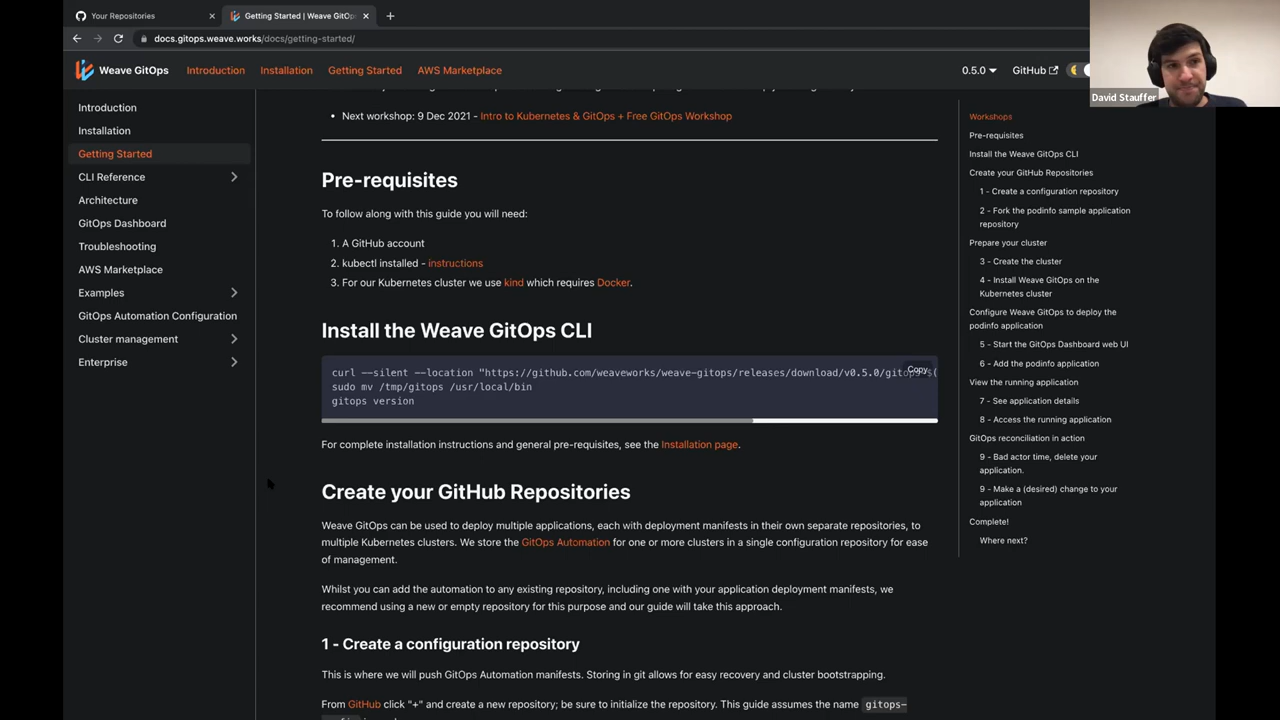 Your Repositories
Getting Started | Weave GitOp
docs.gitops.weave.works/docs/getting-started/
Weave GitOps
Introduction
Installation
Getting Started
AWS Marketplace
0.5.0
GitHub
David Stauffer
Introduction
Installation
Getting Started
CLI Reference
Architecture
GitOps Dashboard
Troubleshooting
AWS Marketplace
Examples
GitOps Automation Configuration
Cluster management
Enterprise
• Next workshop: 9 Dec 2021 - Intro to Kubernetes & GitOps + Free GitOps Workshop
Pre-requisites
To follow along with this guide you will need:
1. A GitHub account
2. kubectl installed - instructions
3. For our Kubernetes cluster we use kind which requires Docker.
Install the Weave GitOps CLI
Copy
curl --silent --location "https://github.com/weaveworks/weave-gitops/releases/download/v0.5.0/gitops-$(
sudo mv /tmp/gitops /usr/local/bin
gitops version
For complete installation instructions and general pre-requisites, see the Installation page.
Create your GitHub Repositories
Weave GitOps can be used to deploy multiple applications, each with deployment manifests in their own separate repositories, to
multiple Kubernetes clusters. We store the GitOps Automation for one or more clusters in a single configuration repository for ease
of management.
Whilst you can add the automation to any existing repository, including one with your application deployment manifests, we
recommend using a new or empty repository for this purpose and our guide will take this approach.
1 - Create a configuration repository
This is where we will push GitOps Automation manifests. Storing in git allows for easy recovery and cluster bootstrapping.
From GitHub click "+" and create a new repository; be sure to initialize the repository. This guide assumes the name gitops-
Workshops
Pre-requisites
Install the Weave GitOps CLI
Create your GitHub Repositories
1 - Create a configuration repository
2 - Fork the podinfo sample application
repository
Prepare your cluster
3 - Create the cluster
4 - Install Weave GitOps on the
Kubernetes cluster
Configure Weave GitOps to deploy the
podinfo application
5 - Start the GitOps Dashboard web UI
6 - Add the podinfo application
View the running application
7 - See application details
8 - Access the running application
GitOps reconciliation in action
9 - Bad actor time, delete your
application.
9 - Make a (desired) change to your
application
Complete!
Where next?